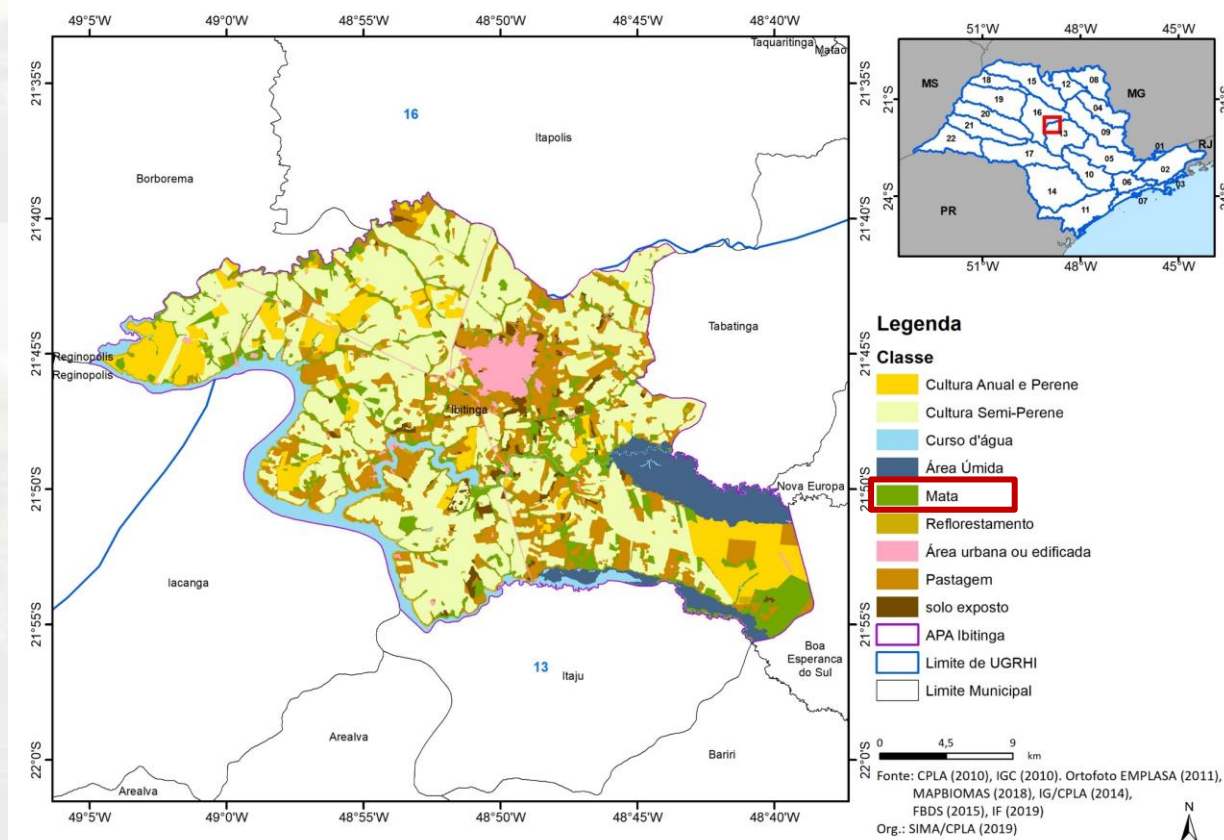 49°5'W 49°0'W 48°55'W 48°50'W 48°45'W 48°40'W
21°35'S 21°35'S
21°40'S 21°40'S
21°45'S 21°45'S
21°50'S 21°50'S
21°55'S 21°55'S
22°0'S 22°0'S
Taquaritinga
Matao
16
Itapolis
Borborema
Tabatinga
Reginopolis
Reginopolis
Ibitinga
Nova Europa
Iacanga
Boa
Esperanca
do Sul
13
Itaju
Arealva
Bariri
Arealva
49°5'W 49°0'W 48°55'W 48°50'W 48°45'W 48°40'W
51°W 48°W 45°W
21°S
24°S 24°S
MS
MG
RJ
PR
18
15
12
08
19
16
04
20
21
13
09
22
17
05
01
10
02
06
03
14
07
11
51°W 48°W 45°W
Legenda
Classe
Cultura Anual e Perene
Cultura Semi-Perene
Curso d'água
Área Úmida
Mata
Reflorestamento
Área urbana ou edificada
Pastagem
solo exposto
APA Ibitinga
Limite de UGRHI
Limite Municipal
0 4,5 9
km
Fonte: CPLA (2010), IGC (2010). Ortofoto EMPLASA (2011),
MAPBIOMAS (2018), IG/CPLA (2014),
FBDS (2015), IF (2019)
Org.: SIMA/CPLA (2019)
N